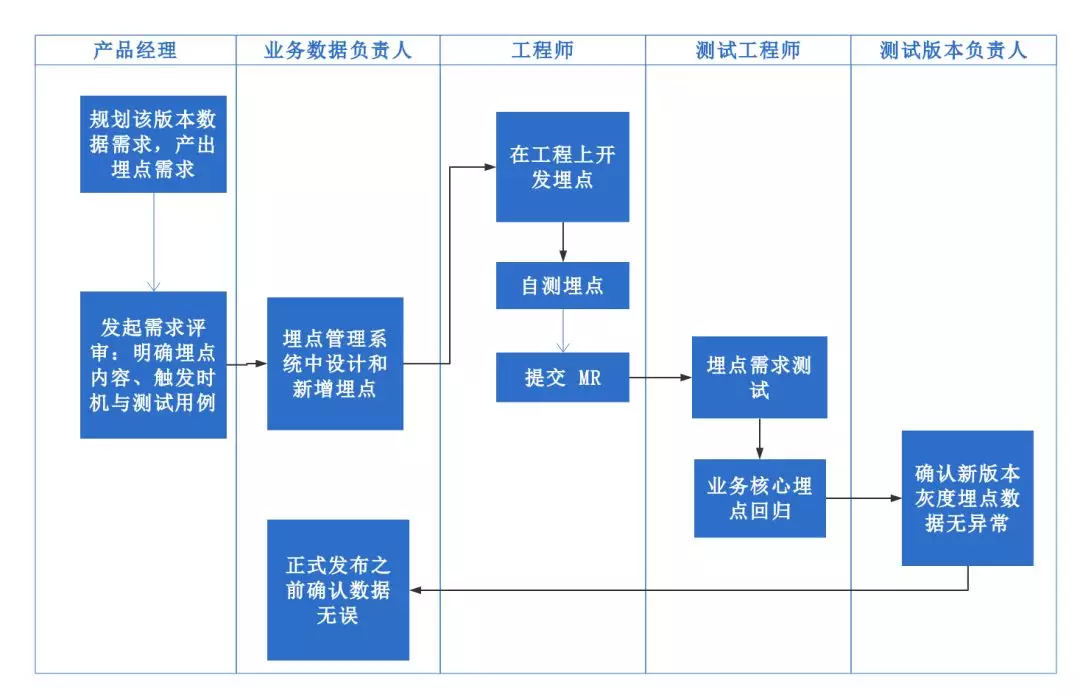 产品经理
业务数据负责人
工程师
测试工程师
测试版本负责人
规划该版本数
据需求，产出
埋点需求
发起需求评
审：明确埋点
内容、触发时
机与测试用例
埋点管理系
统中设计和
新增埋点
在工程上开
发埋点
自测埋点
提交 MR
埋点需求测
试
业务核心埋
点回归
确认新版本
灰度埋点数
据无异常
正式发布之
前确认数据
无误